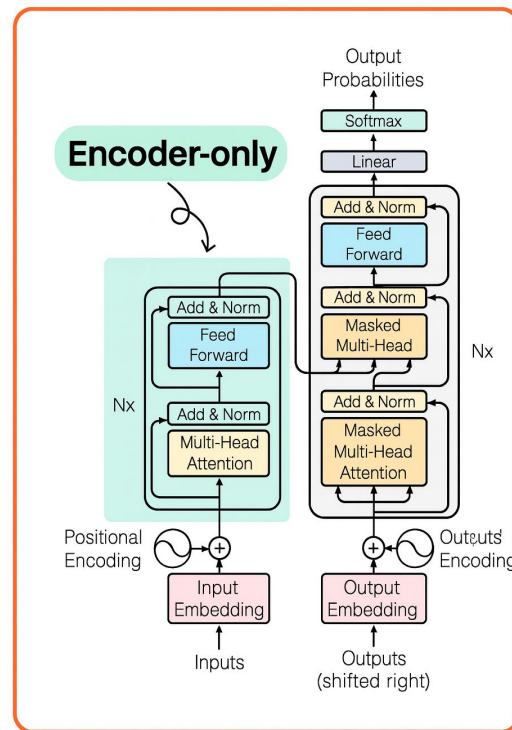 Output
Probabilities
Softmax
Encoder-only
Linear
Add & Norm
Feed
Forward
Add & Norm
Masked
Multi-Head
Nx
Add & Norm
Masked
Multi-Head
Attention
Add & Norm
Feed
Forward
Nx
Add & Norm
Multi-Head
Attention
Positional
Encoding
Outputs
Encoding
Input
Embedding
Output
Embedding
Inputs
Outputs
(shifted right)